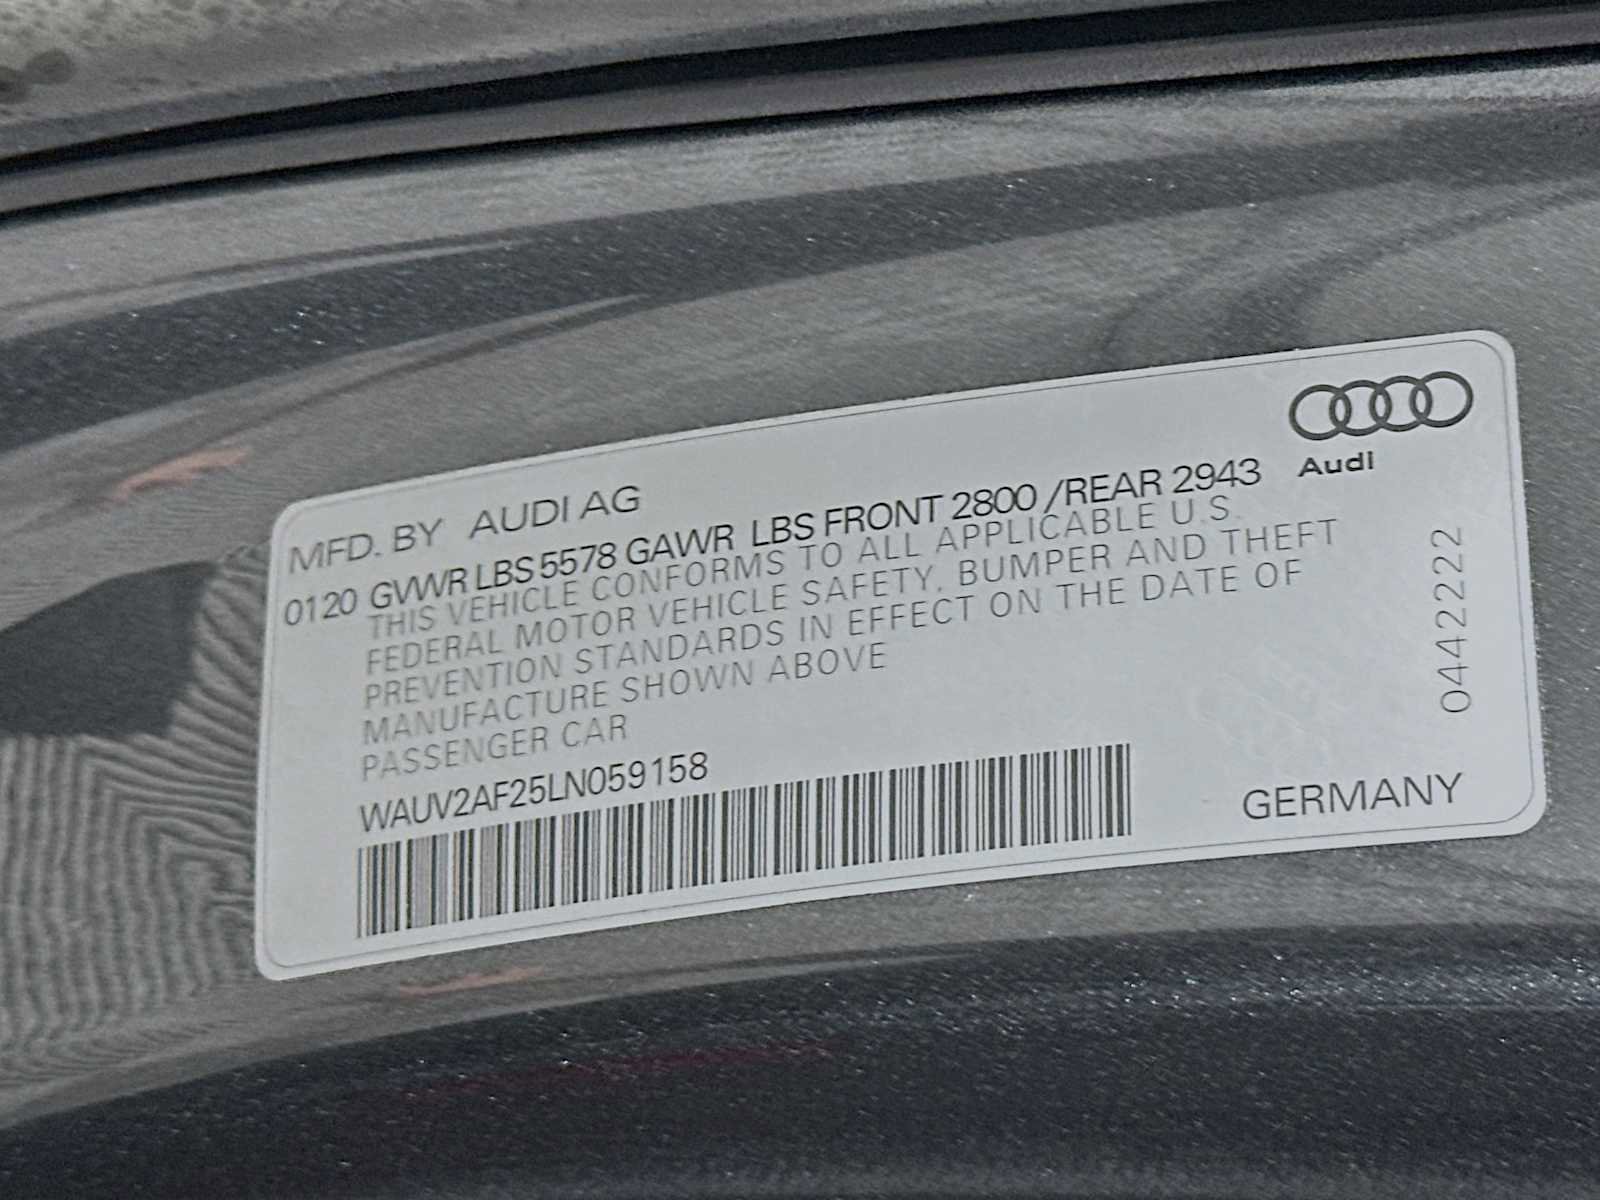 Audi
MFD. BY AUDI AG
0120 GVWR LBS 5578 GAWR LBS FRONT 2800 /REAR 2943
THIS VEHICLE CONFORMS TO ALL APPLICABLE U.S.
FEDERAL MOTOR VEHICLE SAFETY, BUMPER AND THEFT
PREVENTION STANDARDS IN EFFECT ON THE DATE OF
MANUFACTURE SHOWN ABOVE
PASSENGER CAR
WAUV2AF25LN059158
GERMANY
0442222